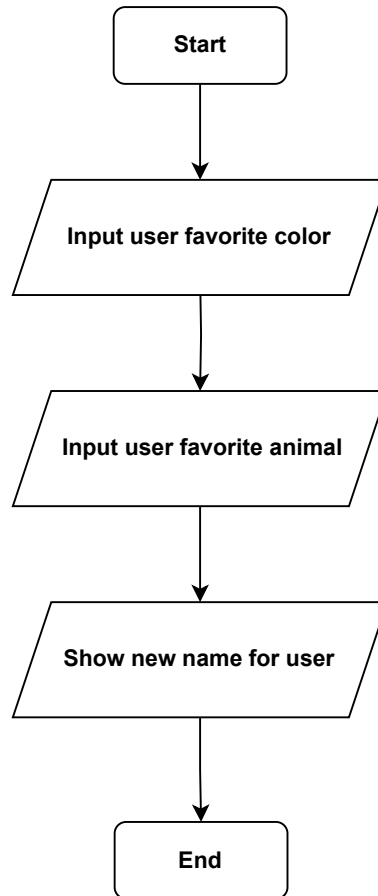 Start
Input user favorite color
Input user favorite animal
Show new name for user
End